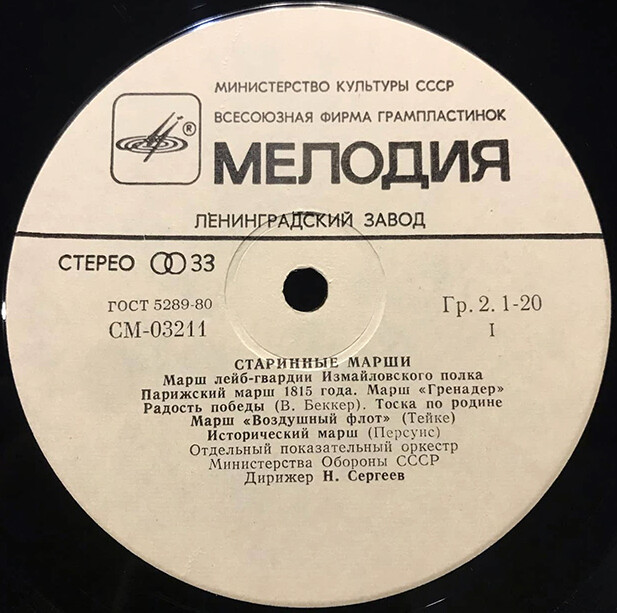 МИНИСТЕРСТВО КУЛЬТУРЫ СССР
ВСЕСОЮЗНАЯ ФИРМА ГРАМПЛАСТИНОК
®
МЕЛОДИЯ
ЛЕНИНГРАДСКИЙ ЗАВОД
СТЕРЕО 33
ГОСТ 5289-80
СМ-03211
Гр. 2. 1-20
I
СТАРИННЫЕ МАРШИ
Марш лейб-гвардии Измайловского полка
Парижский марш 1815 года. Марш «Гренадер»
Радость победы (В. Беккер). Тоска по родине
Марш «Воздушный флот» (Тейке)
Исторический марш (Персунс)
Отдельный показательный оркестр
Министерства Обороны СССР
Дирижер Н. Сергеев